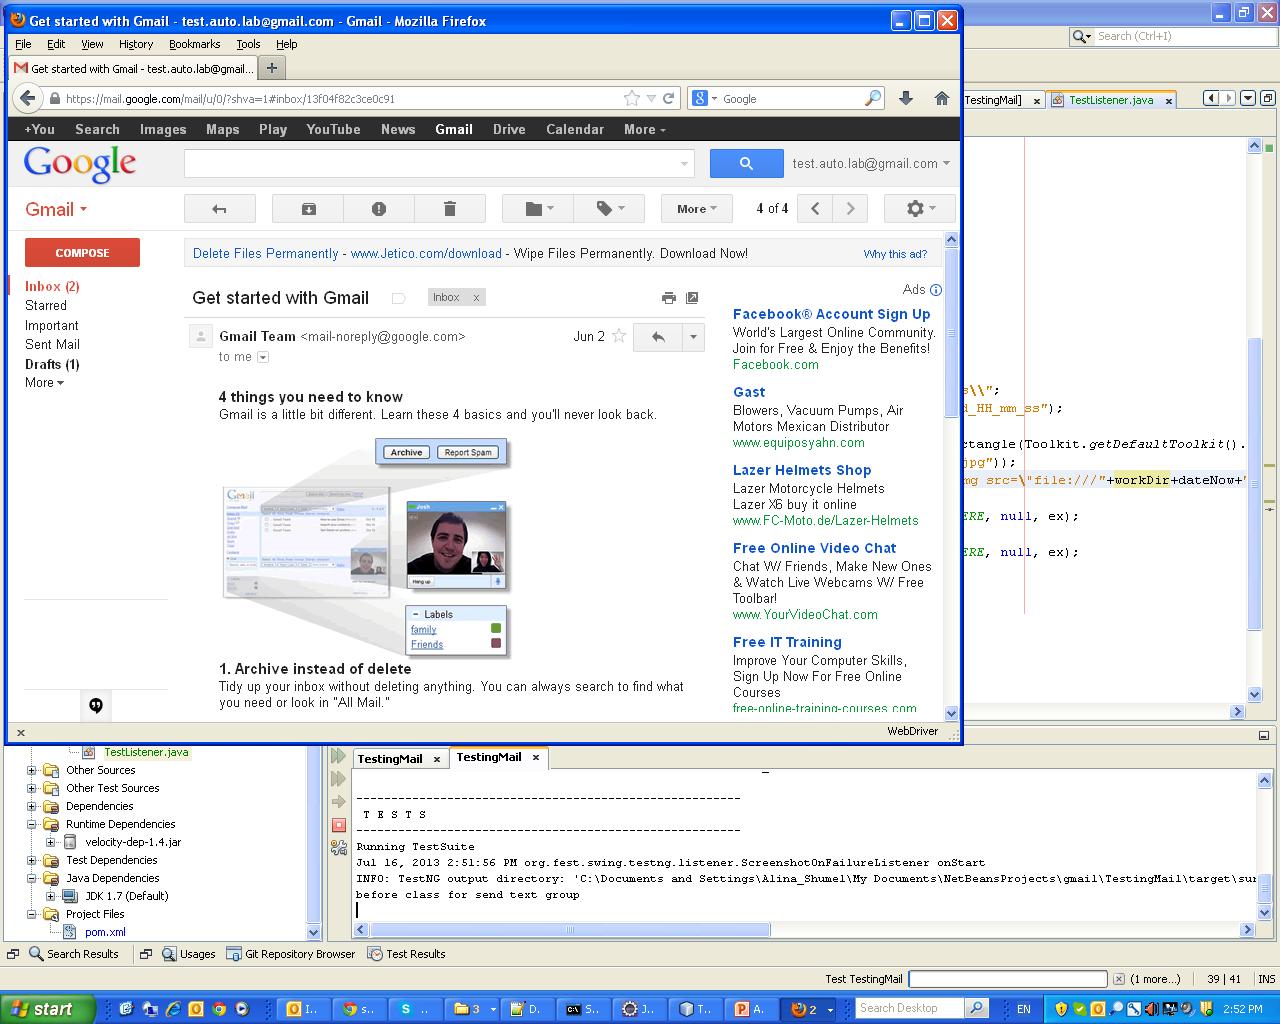 Get started with Gmail - test.auto.lab@gmail.com - Gmail - Mozilla Firefox
File Edit View History Bookmarks Tools Help
Get started with Gmail - test.auto.lab@gmail... +
https://mail.google.com/mail/u/0/?shva=1#inbox/13f04f82c3ce0c91
Google
Search (Ctrl+I)
TestingMail] x TestListener.java x
+You Search Images Maps Play YouTube News Gmail Drive Calendar More
Google
test.auto.lab@gmail.com
Gmail
More
4 of 4
COMPOSE
Inbox (2)
Starred
Important
Sent Mail
Drafts (1)
More
Delete Files Permanently - www.Jetico.com/download - Wipe Files Permanently. Download Now!
Why this ad?
Get started with Gmail
Inbox x
Gmail Team <mail-noreply@google.com>
Jun 2
to me
4 things you need to know
Gmail is a little bit different. Learn these 4 basics and you'll never look back.
Archive Report Spam
Gmail
Josh
Hang up
Labels
family
Friends
1. Archive instead of delete
Tidy up your inbox without deleting anything. You can always search to find what
you need or look in "All Mail."
Ads
Facebook® Account Sign Up
World's Largest Online Community.
Join for Free & Enjoy the Benefits!
Facebook.com
Gast
Blowers, Vacuum Pumps, Air
Motors Mexican Distributor
www.equiposyahn.com
Lazer Helmets Shop
Lazer Motorcycle Helmets
Lazer X6 buy it online
www.FC-Moto.de/Lazer-Helmets
Free Online Video Chat
Chat W/ Friends, Make New Ones
& Watch Live Webcams W/ Free
Toolbar!
www.YourVideoChat.com
Free IT Training
Improve Your Computer Skills,
Sign Up Now For Free Online
Courses
free-online-training-courses.com
x WebDriver
s\\";
d_HH_mm_ss");
ctangle(Toolkit.getDefaultToolkit().
jpg"));
mg src=\"file:///"+workDir+dateNow+"
ERE, null, ex);
ERE, null, ex);
TestListener.java
Other Sources
Other Test Sources
Dependencies
Runtime Dependencies
velocity-dep-1.4.jar
Test Dependencies
Java Dependencies
JDK 1.7 (Default)
Project Files
pom.xml
TestingMail x TestingMail x
-------------------------------------------------------
T E S T S
-------------------------------------------------------
Running TestSuite
Jul 16, 2013 2:51:56 PM org.fest.swing.testng.listener.ScreenshotOnFailureListener onStart
INFO: TestNG output directory: 'C:\Documents and Settings\Alina_Shumel\My Documents\NetBeansProjects\gmail\TestingMail\target\sur
before class for send text group
Search Results Usages Git Repository Browser Test Results
Test TestingMail (1 more...) 39 | 41 INS
start I... s... S ... 3 D. S... J... T... A. 2 Search Desktop EN 2:52 PM